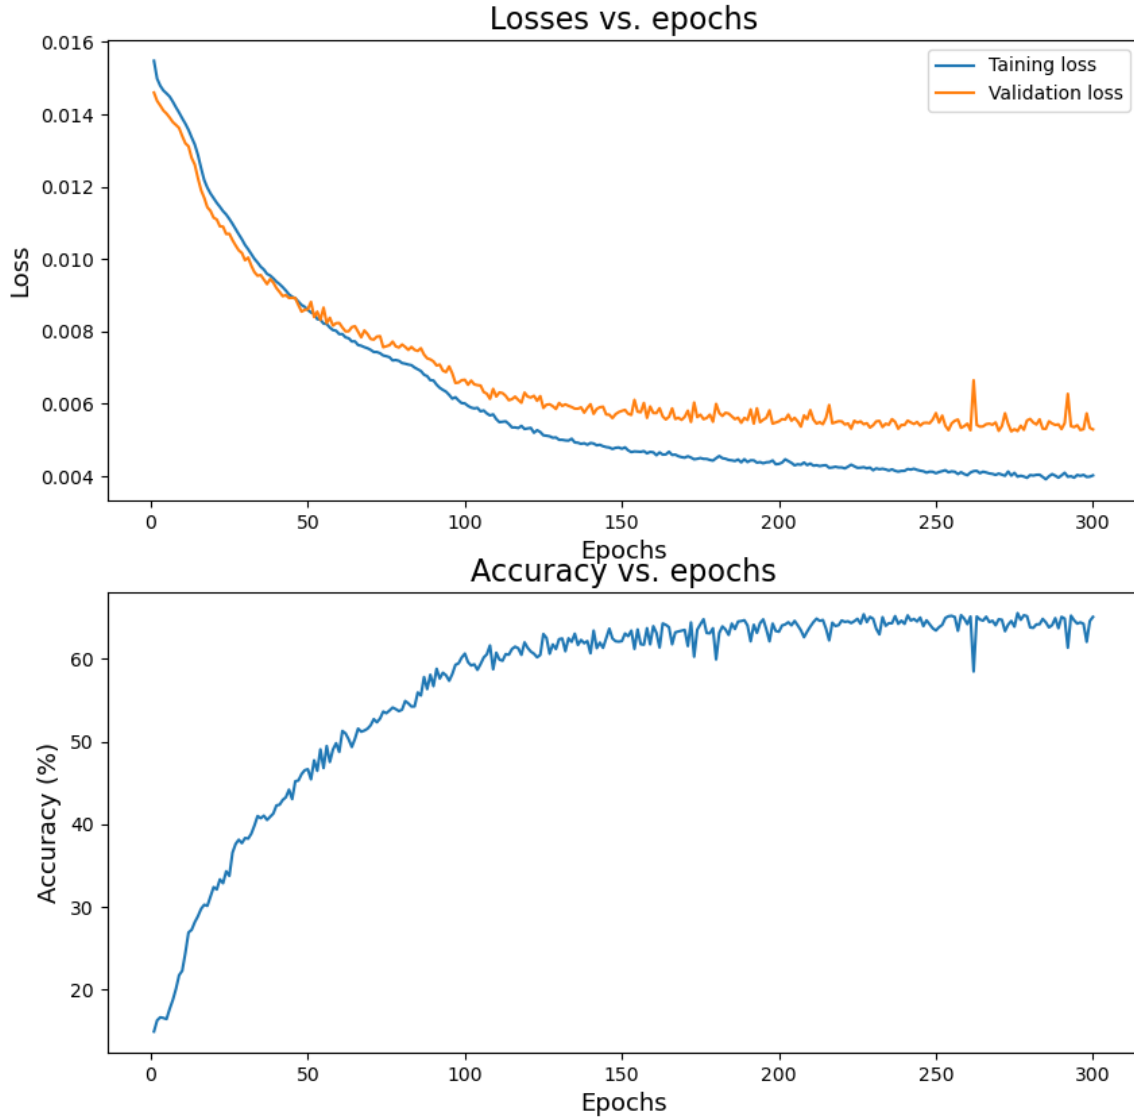 Losses vs. epochs
0.016
0.014
0.012
0.010
0.008
0.006
0.004
Loss
Taining loss
Validation loss
0 50 100 150 200 250 300
Epochs
Accuracy vs. epochs
60
50
40
30
20
Accuracy (%)
0 50 100 150 200 250 300
Epochs